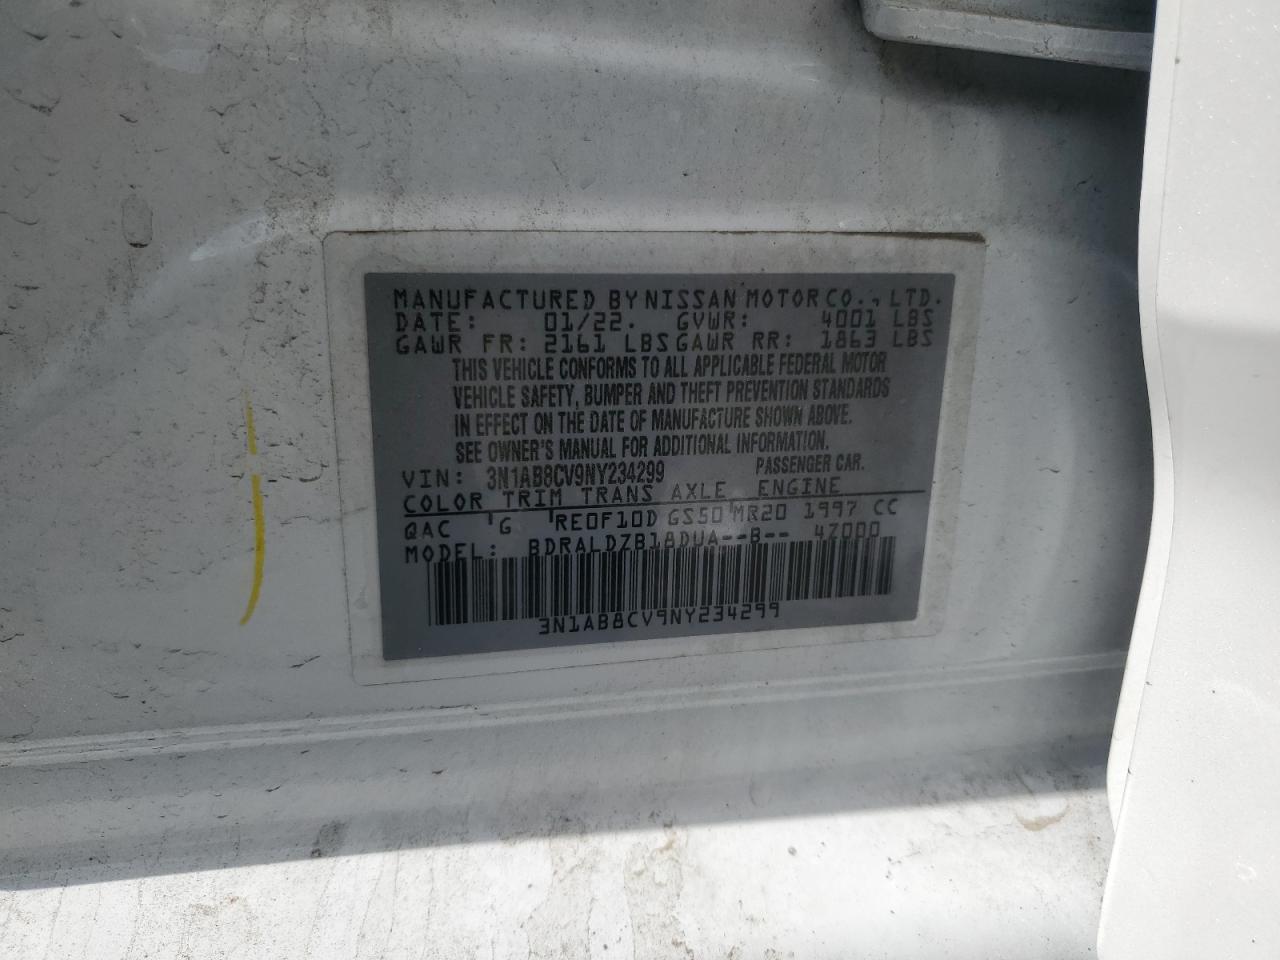 MANUFACTURED BY NISSAN MOTOR CO., LTD.
DATE: 01/22. GVWR: 4001 LBS
GAWR FR: 2161 LBS GAWR RR: 1863 LBS
THIS VEHICLE CONFORMS TO ALL APPLICABLE FEDERAL MOTOR
VEHICLE SAFETY, BUMPER AND THEFT PREVENTION STANDARDS
IN EFFECT ON THE DATE OF MANUFACTURE SHOWN ABOVE.
SEE OWNER'S MANUAL FOR ADDITIONAL INFORMATION.
VIN: 3N1AB8CV9NY234299 PASSENGER CAR.
COLOR TRIM TRANS AXLE ENGINE
QAC G RE0F10D GS50 MR20 1997 CC
MODEL: BDRALDZB18DUA--B-- 4Z000
3N1AB8CV9NY234299